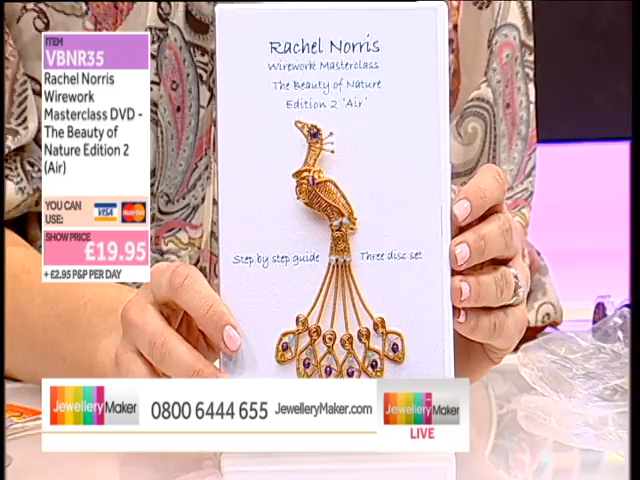 ITEM
VBNR35
Rachel Norris
Wirework
Masterclass DVD -
The Beauty of
Nature Edition 2
(Air)
YOU CAN
USE:
VISA
MasterCard
SHOW PRICE
£19.95
+ £2.95 P&P PER DAY
Rachel Norris
Wirework Masterclass
The Beauty of Nature
Edition 2 'Air'
Step by step guide
Three disc set
JewelleryMaker
0800 6444 655
JewelleryMaker.com
JewelleryMaker
LIVE